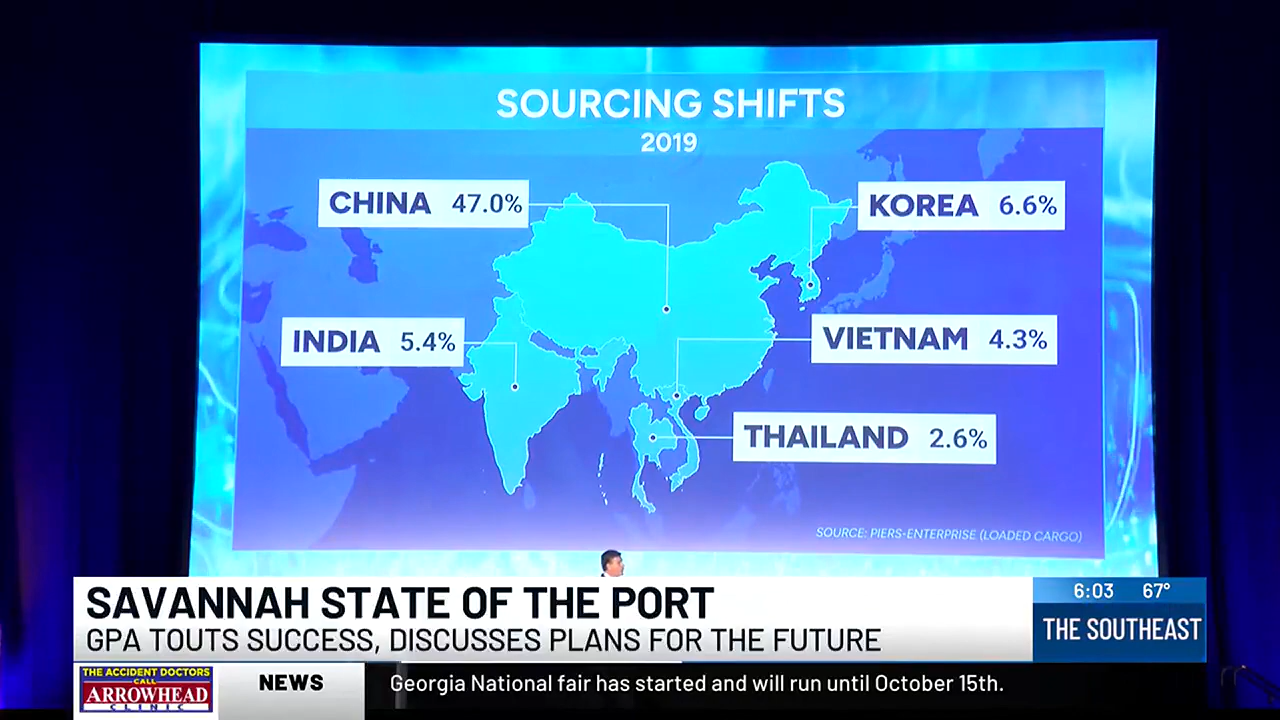 SOURCING SHIFTS
2019
CHINA 47.0%
KOREA 6.6%
INDIA 5.4%
VIETNAM 4.3%
THAILAND 2.6%
SOURCE: PIERS-ENTERPRISE (LOADED CARGO)
SAVANNAH STATE OF THE PORT
GPA TOUTS SUCCESS, DISCUSSES PLANS FOR THE FUTURE
6:03 67°
THE SOUTHEAST
THE ACCIDENT DOCTORS
CALL
ARROWHEAD
CLINIC
NEWS
Georgia National fair has started and will run until October 15th.